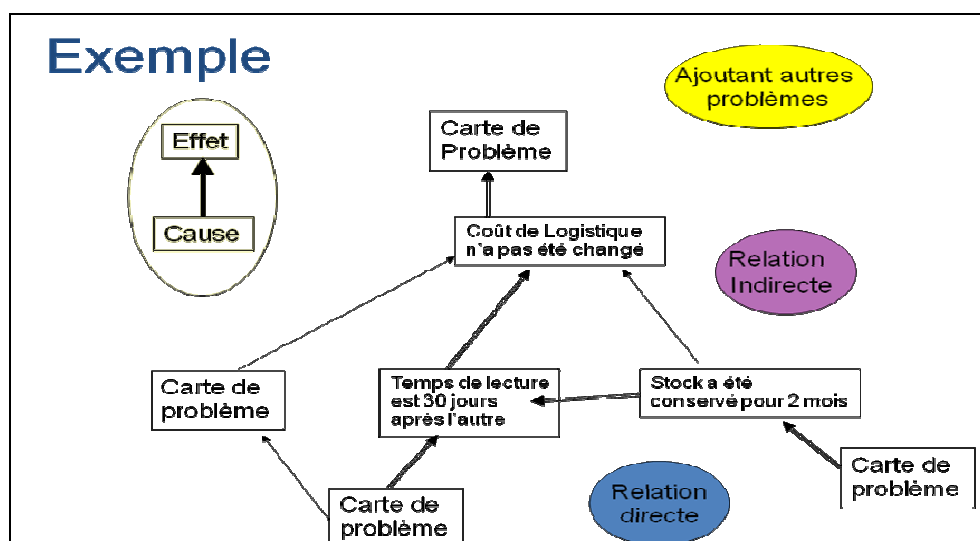 Exemple
Ajoutant autres
problèmes
Effet
Cause
Carte de
Problème
Coût de Logistique
n'a pas été changé
Relation
Indirecte
Carte de
problème
Temps de lecture
est 30 jours
après l'autre
Stock a été
conservé pour 2 mois
Carte de
problème
Carte de
problème
Relation
directe